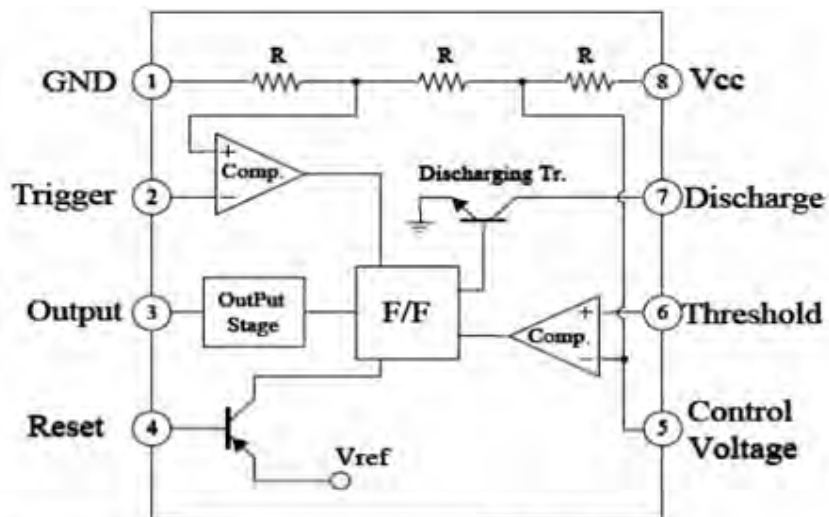 R
R
R
GND
1
8
Vcc
+
Comp.
−
Trigger
2
Discharging Tr.
7
Discharge
Output
3
OutPut
Stage
F/F
+
Comp.
−
6
Threshold
Reset
4
Vref
5
Control
Voltage